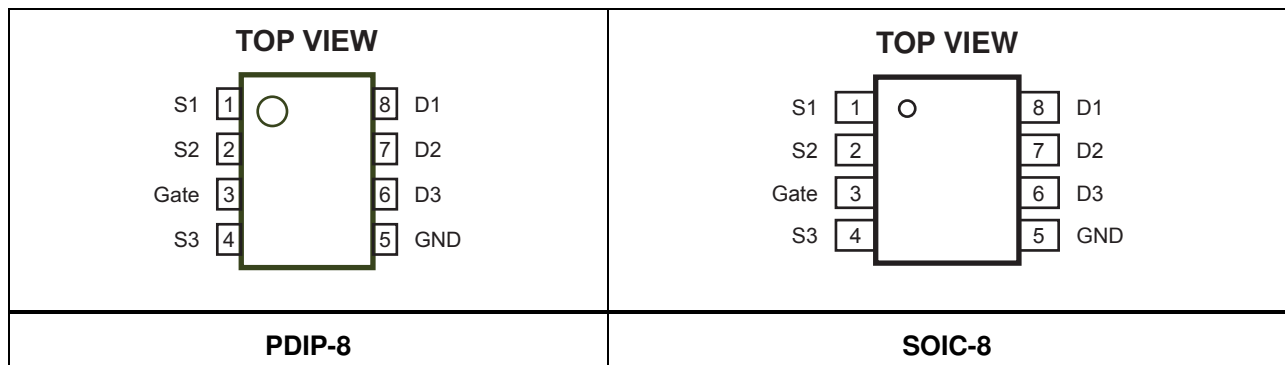 TOP VIEW
S1 1 8 D1
S2 2 7 D2
Gate 3 6 D3
S3 4 5 GND
PDIP-8
TOP VIEW
S1 1 8 D1
S2 2 7 D2
Gate 3 6 D3
S3 4 5 GND
SOIC-8